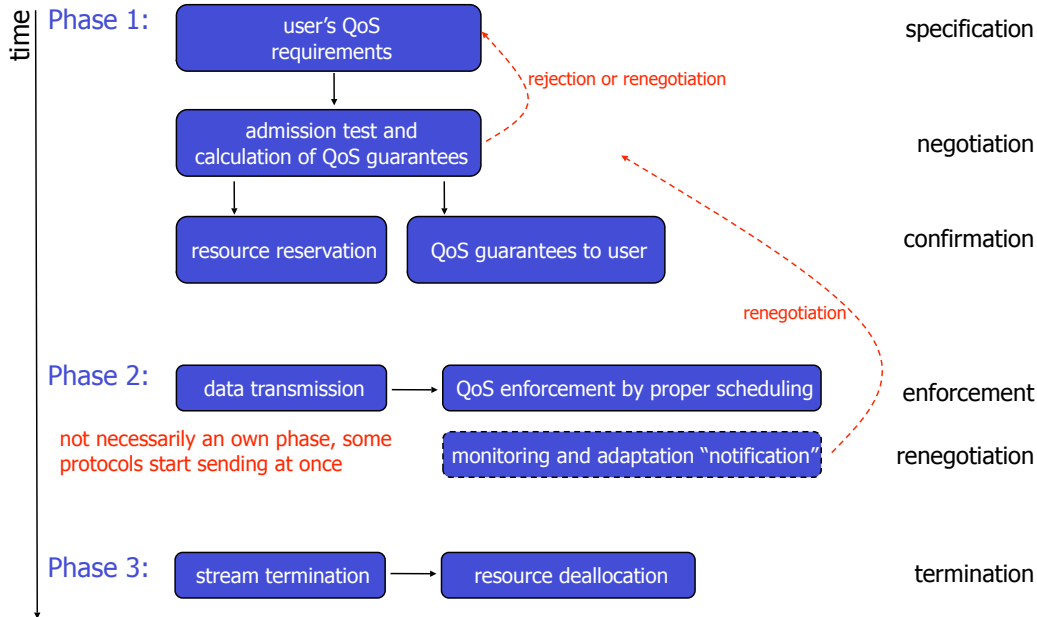 time
Phase 1:
user’s QoS
requirements
specification
rejection or renegotiation
admission test and
calculation of QoS guarantees
negotiation
resource reservation
QoS guarantees to user
confirmation
renegotiation
Phase 2:
data transmission
QoS enforcement by proper scheduling
enforcement
not necessarily an own phase, some
protocols start sending at once
monitoring and adaptation “notification”
renegotiation
Phase 3:
stream termination
resource deallocation
termination